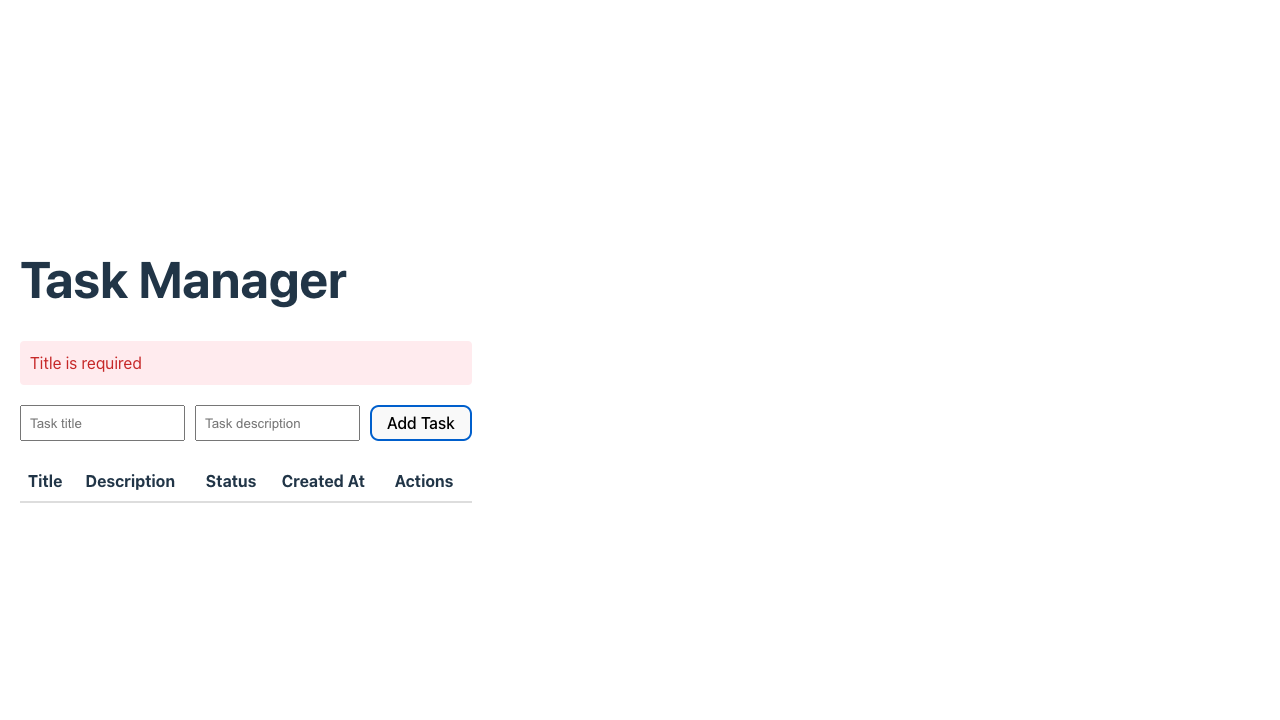 Task Manager
Title is required
Task title Task description Add Task
Title Description Status Created At Actions